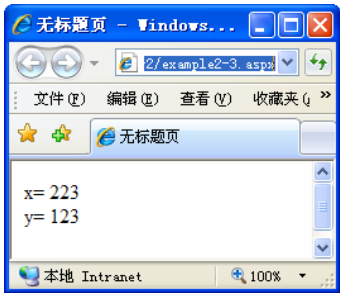 无标题页 - Windows...
2/example2-3.aspx
文件(F) 编辑(E) 查看(V) 收藏夹( »
无标题页
x= 223
y= 123
本地 Intranet 100%